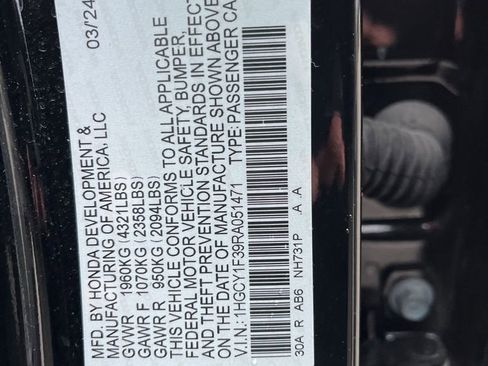 MFD. BY HONDA DEVELOPMENT & 03/'24
MANUFACTURING OF AMERICA, LLC
GVWR 1960KG (4321LBS)
GAWR F 1070KG (2358LBS)
GAWR R 950KG (2094LBS)
THIS VEHICLE CONFORMS TO ALL APPLICABLE
FEDERAL MOTOR VEHICLE SAFETY, BUMPER,
AND THEFT PREVENTION STANDARDS IN EFFECT
ON THE DATE OF MANUFACTURE SHOWN ABOVE
V.I.N.: 1HGCY1F39RA051471 TYPE: PASSENGER CA
30A R AB6 NH731P A A